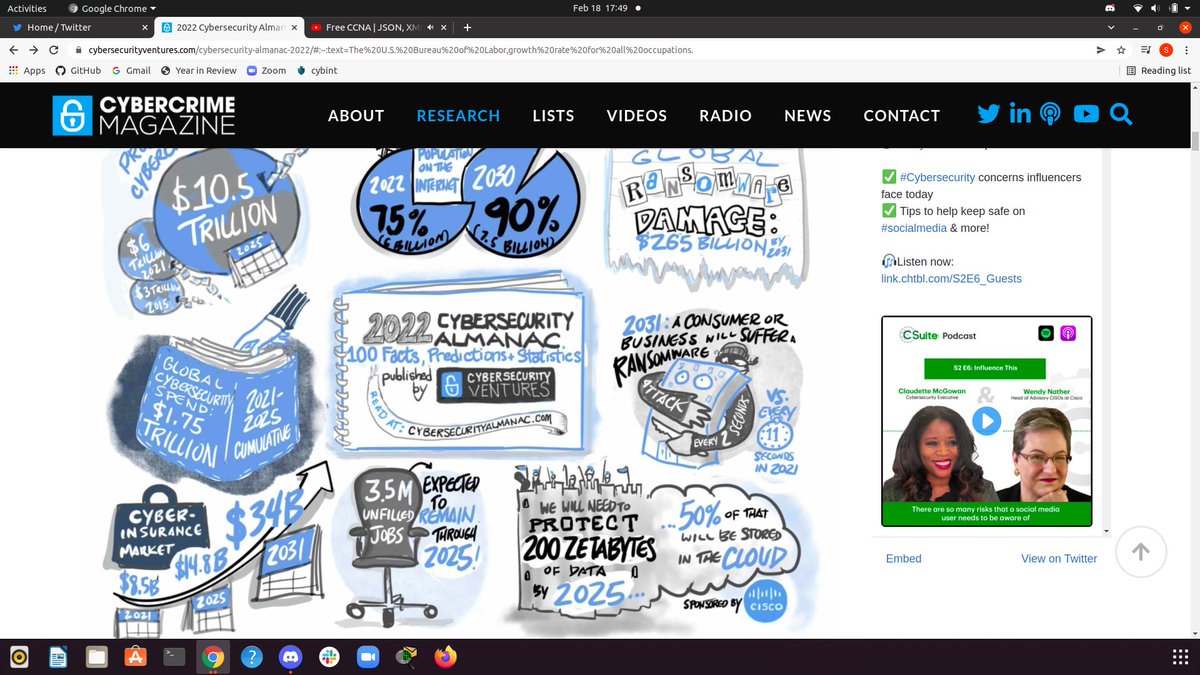 Activities
Google Chrome
Feb 18 17:49
Home / Twitter
2022 Cybersecurity Alman
Free CCNA | JSON, XM
cybersecurityventures.com/cybersecurity-almanac-2022/#:~:text=The%20U.S.%20Bureau%20of%20Labor,growth%20rate%20for%20all%20occupations.
S
Apps
GitHub
Gmail
Year in Review
Zoom
cybint
Reading list
CYBERCRIME
MAGAZINE
ABOUT
RESEARCH
LISTS
VIDEOS
RADIO
NEWS
CONTACT
$10.5
TRILLION
2025
$6
TRILLION
2021
$3 TRILLION
2015
POPULATION
ON THE
INTERNET
2022
75%
(6 BILLION)
2030
90%
(7.5 BILLION)
GLOBAL
RANSOMWARE
DAMAGE:
$265 BILLION BY
2031
GLOBAL
CYBERSECURITY
SPEND:
$1.75
TRILLION
2021-
2025
CUMULATIVE
2022 CYBERSECURITY
ALMANAC
100 Facts, Predictions + Statistics
published
by
CYBERSECURITY
VENTURES
READ AT: CYBERSECURITYALMANAC.COM
2031: A CONSUMER OR
BUSINESS WILL SUFFER A
RANSOMWARE
ATTACK
EVERY 2 SECONDS
VS.
EVERY
11
SECONDS
IN 2021
CYBER-
INSURANCE
MARKET
$8.5B
$14.8B
$34B
2021
2025
2031
3.5M
UNFILLED
JOBS
EXPECTED
TO
REMAIN
THROUGH
2025!
WE WILL NEED TO
PROTECT
200 ZETABYTES
OF DATA
BY 2025...
...50% OF THAT
WILL BE STORED
IN THE CLOUD
SPONSORED BY
CISCO
#Cybersecurity concerns influencers
face today
Tips to help keep safe on
#socialmedia & more!
Listen now:
link.chtbl.com/S2E6_Guests
CSuite Podcast
S2 E6: Influence This
Claudette McGowan
Cybersecurity Executive
&
Wendy Nather
Head of Advisory CISOs at Cisco
There are so many risks that a social media
user needs to be aware of
Embed
View on Twitter